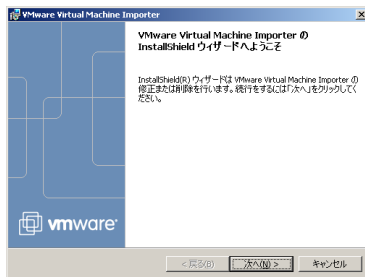 VMware Virtual Machine Importer
VMware Virtual Machine Importer の
InstallShield ウィザードへようこそ
InstallShield(R) ウィザードは VMware Virtual Machine Importer の
修正または削除を行います。続行をするには「次へ」をクリックしてく
ださい。
vmware
< 戻る(B)
次へ(N) >
キャンセル